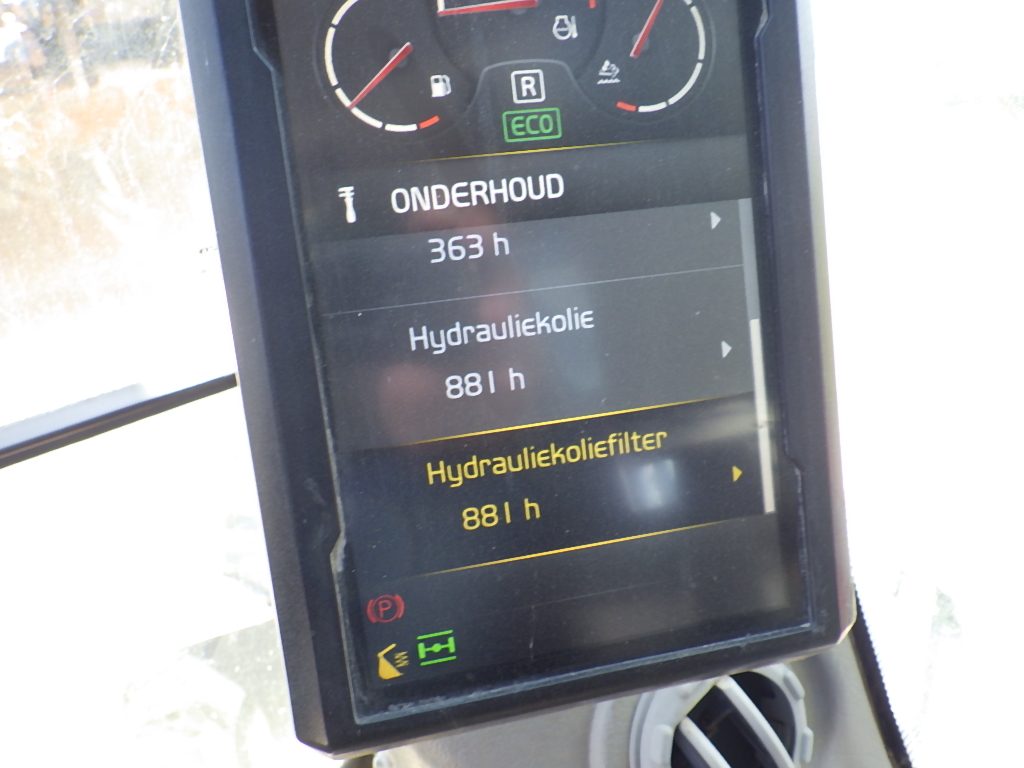 R
ECO
ONDERHOUD
363 h
Hydrauliekolie
881 h
Hydrauliekoliefilter
881 h
P